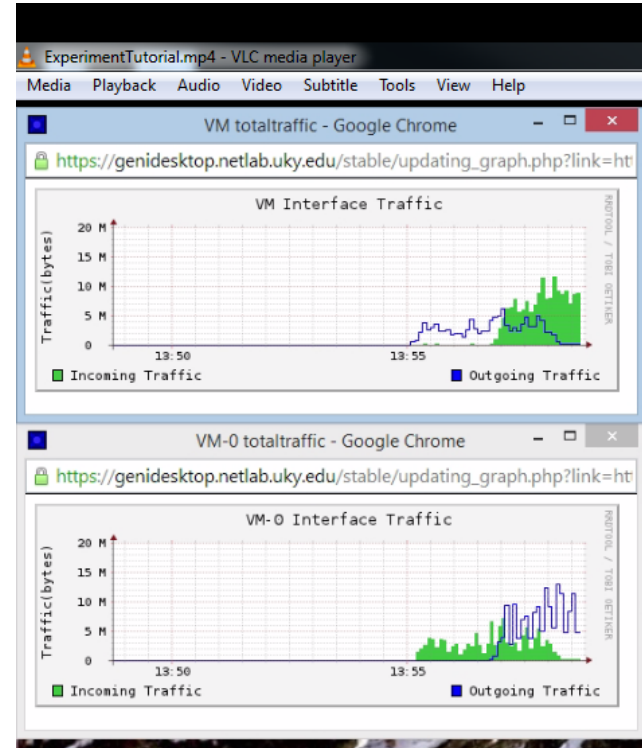 ExperimentTutorial.mp4 - VLC media player
Media Playback Audio Video Subtitle Tools View Help
VM totaltraffic - Google Chrome
https://genidesktop.netlab.uky.edu/stable/updating_graph.php?link=htt
VM Interface Traffic
RRDTOOL / TOBI OETIKER
Traffic(bytes)
20 M
15 M
10 M
5 M
0
13:50 13:55
Incoming Traffic Outgoing Traffic
VM-0 totaltraffic - Google Chrome
https://genidesktop.netlab.uky.edu/stable/updating_graph.php?link=htt
VM-0 Interface Traffic
RRDTOOL / TOBI OETIKER
Traffic(bytes)
20 M
15 M
10 M
5 M
0
13:50 13:55
Incoming Traffic Outgoing Traffic